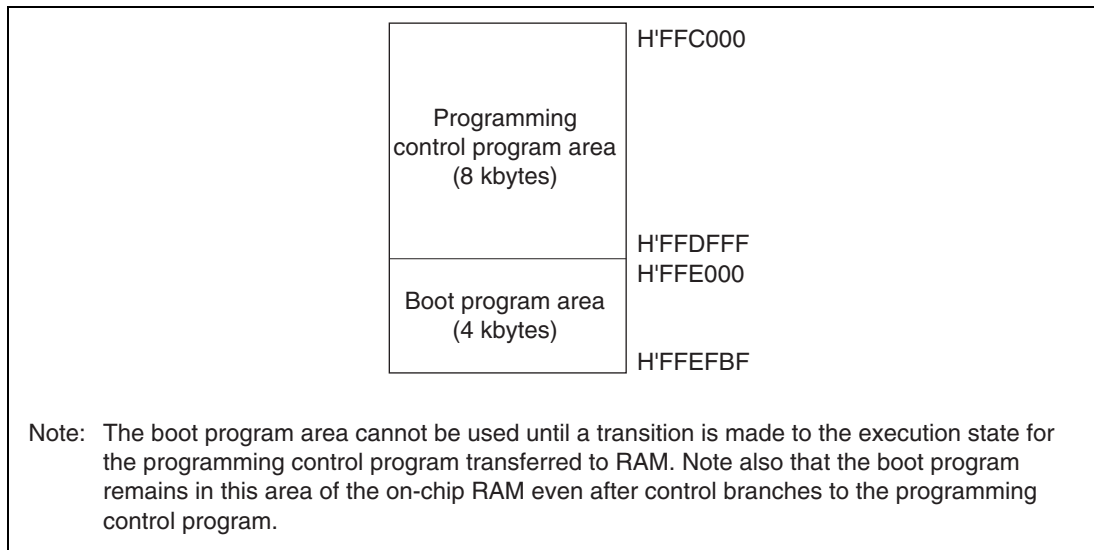 H'FFC000
Programming
control program area
(8 kbytes)
H'FFDFFF
H'FFE000
Boot program area
(4 kbytes)
H'FFEFBF
Note: The boot program area cannot be used until a transition is made to the execution state for
the programming control program transferred to RAM. Note also that the boot program
remains in this area of the on-chip RAM even after control branches to the programming
control program.